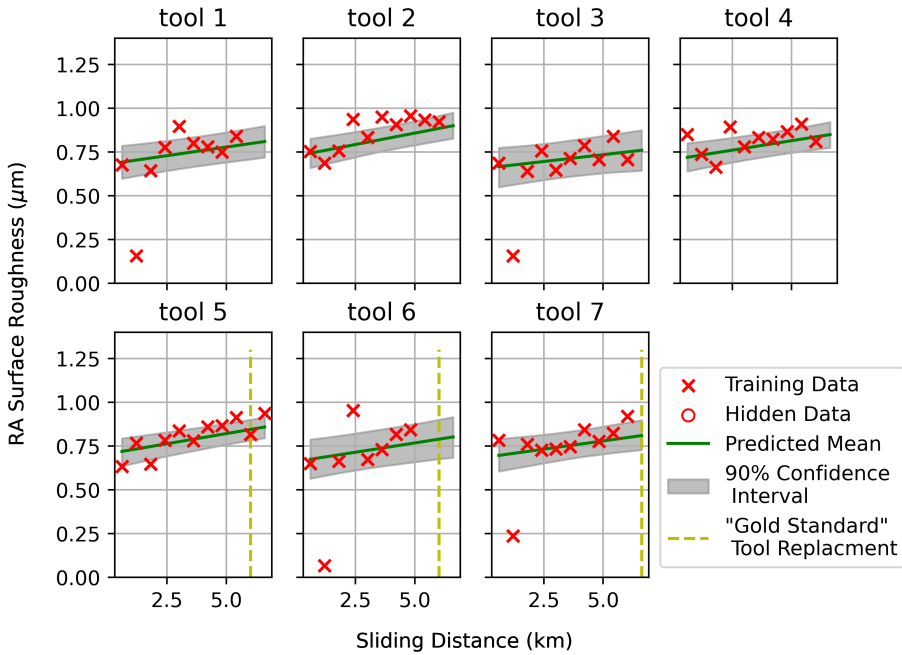 tool 1 tool 2 tool 3 tool 4
1.25
1.00
0.75
0.50
0.25
0.00
tool 5 tool 6 tool 7
1.25
1.00
0.75
0.50
0.25
0.00
2.5 5.0 2.5 5.0 2.5 5.0
RA Surface Roughness (μm)
Sliding Distance (km)
Training Data
Hidden Data
Predicted Mean
90% Confidence
Interval
"Gold Standard"
Tool Replacment